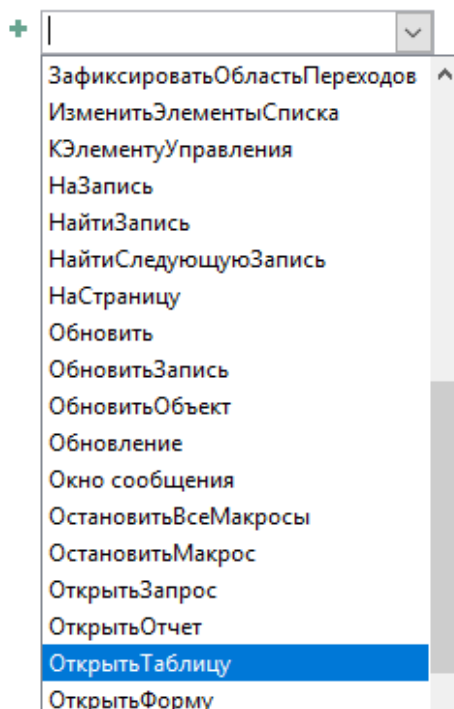 ЗафиксироватьОбластьПереходов
ИзменитьЭлементыСписка
КЭлементуУправления
НаЗапись
НайтиЗапись
НайтиСледующуюЗапись
НаСтраницу
Обновить
ОбновитьЗапись
ОбновитьОбъект
Обновление
Окно сообщения
ОстановитьВсеМакросы
ОстановитьМакрос
ОткрытьЗапрос
ОткрытьОтчет
ОткрытьТаблицу
ОткрытьФорму